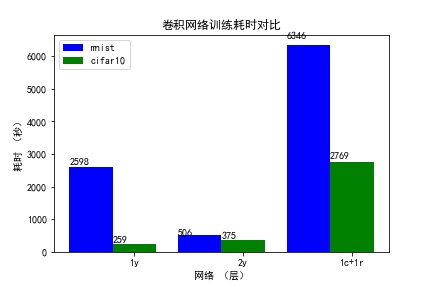 卷积网络训练耗时对比
mnist
cifar10
耗时 （秒）
6000
5000
4000
3000
2000
1000
0
2598
259
506
375
6346
2769
1y
2y
1c+1r
网络 （层）